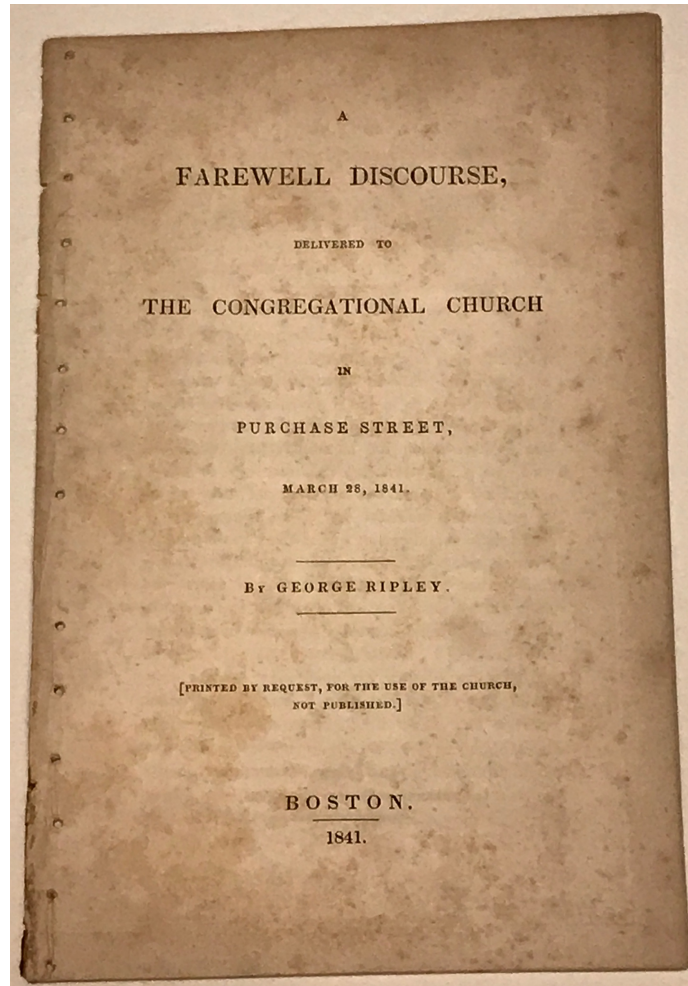 A
FAREWELL DISCOURSE,
DELIVERED TO
THE CONGREGATIONAL CHURCH
IN
PURCHASE STREET,
MARCH 28, 1841.
By GEORGE RIPLEY.
[PRINTED BY REQUEST, FOR THE USE OF THE CHURCH,
NOT PUBLISHED.]
BOSTON.
1841.